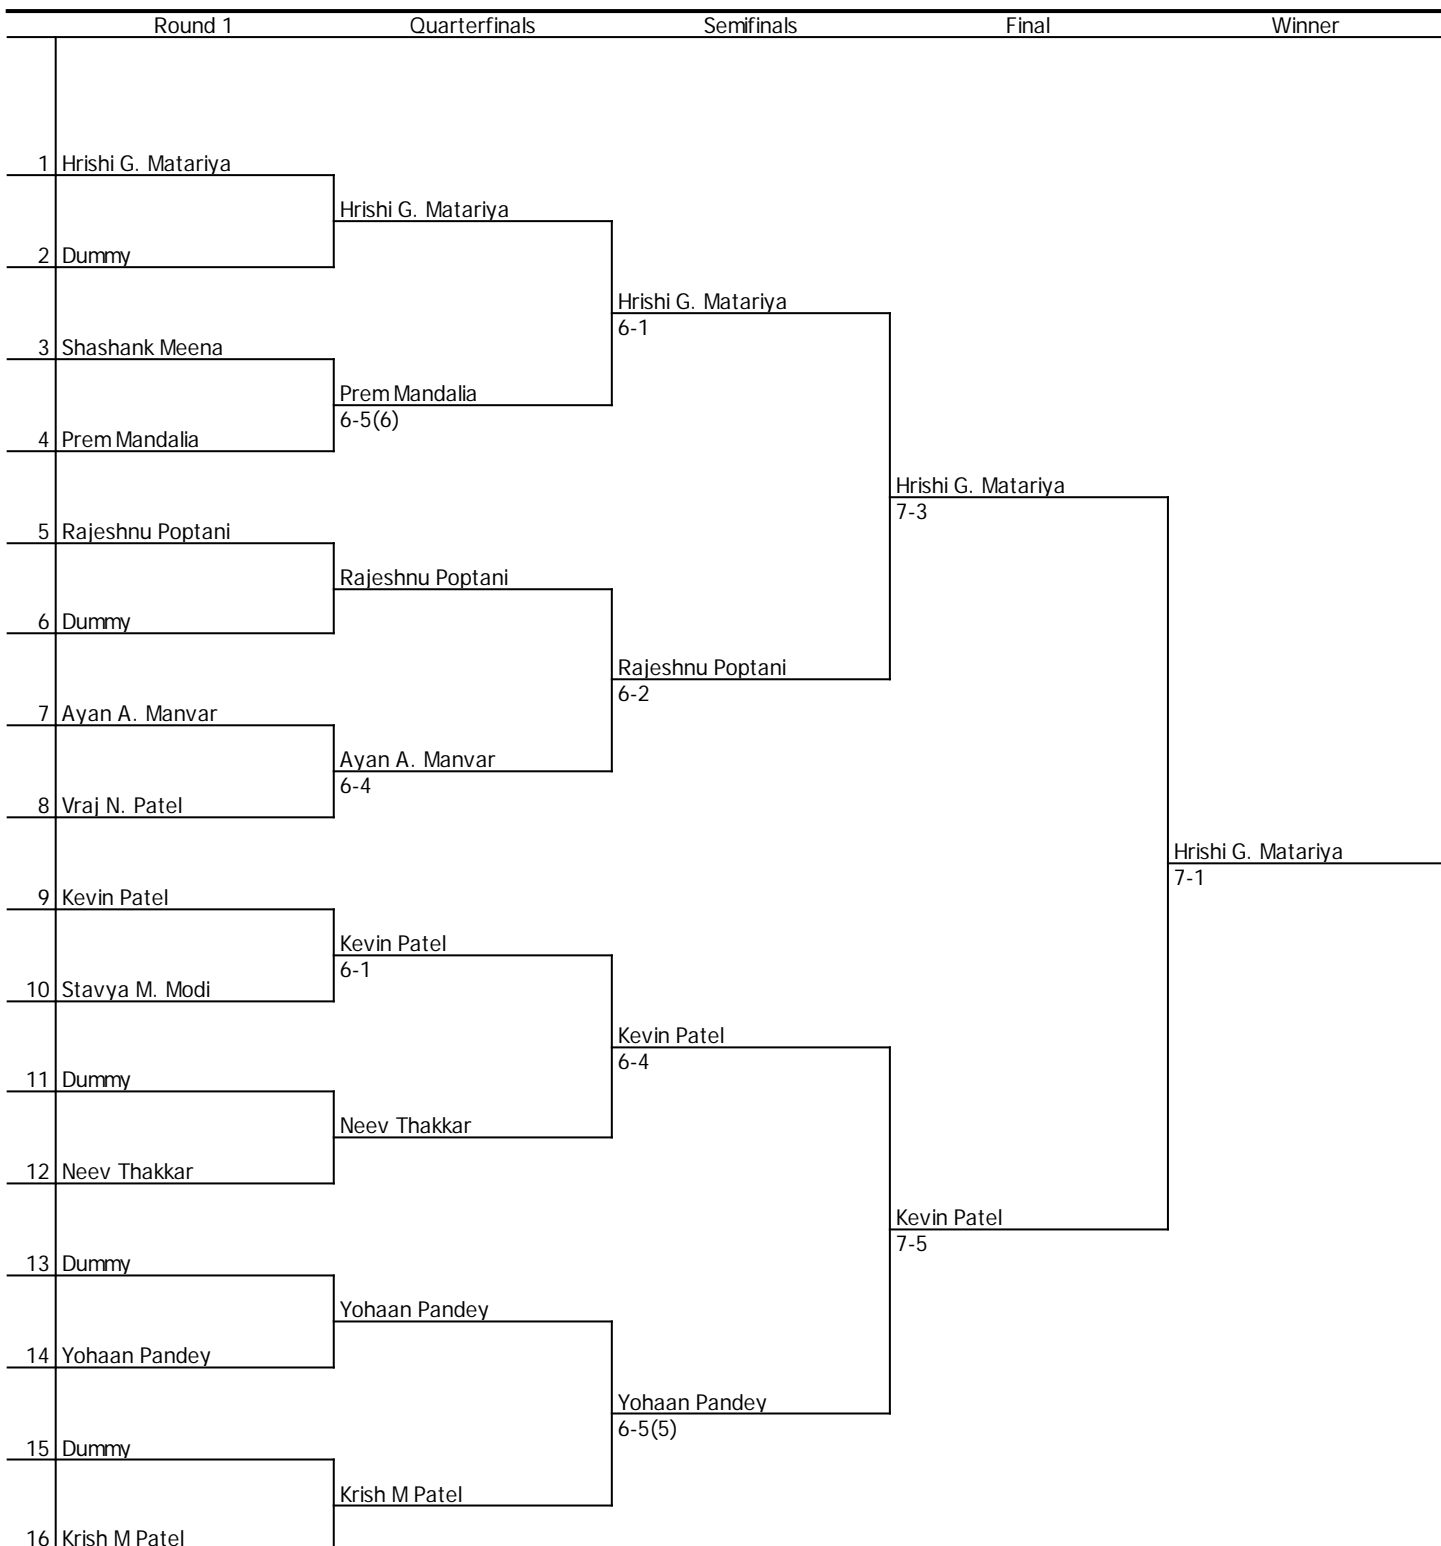 Round 1 Quarterfinals Semifinals Final Winner
1 Hrishi G. Matariya
Hrishi G. Matariya
2 Dummy
Hrishi G. Matariya
6-1
3 Shashank Meena
Prem Mandalia
6-5(6)
4 Prem Mandalia
Hrishi G. Matariya
7-3
5 Rajeshnu Poptani
Rajeshnu Poptani
6 Dummy
Rajeshnu Poptani
6-2
7 Ayan A. Manvar
Ayan A. Manvar
6-4
8 Vraj N. Patel
Hrishi G. Matariya
7-1
9 Kevin Patel
Kevin Patel
6-1
10 Stavya M. Modi
Kevin Patel
6-4
11 Dummy
Neev Thakkar
12 Neev Thakkar
Kevin Patel
7-5
13 Dummy
Yohaan Pandey
14 Yohaan Pandey
Yohaan Pandey
6-5(5)
15 Dummy
Krish M Patel
16 Krish M Patel